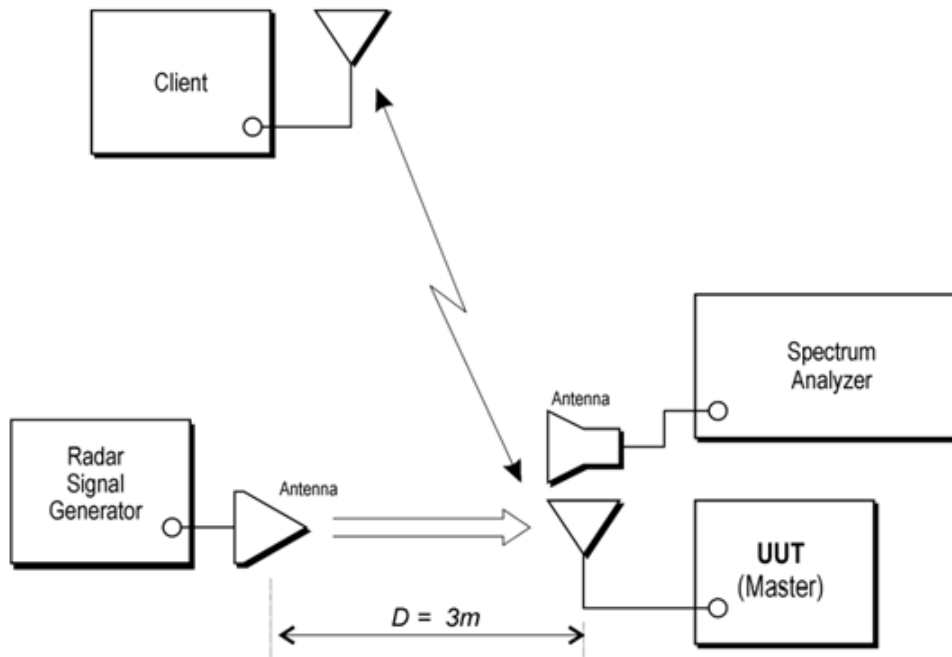 Client
Spectrum
Analyzer
Antenna
Radar
Signal
Generator
Antenna
UUT
(Master)
D = 3m